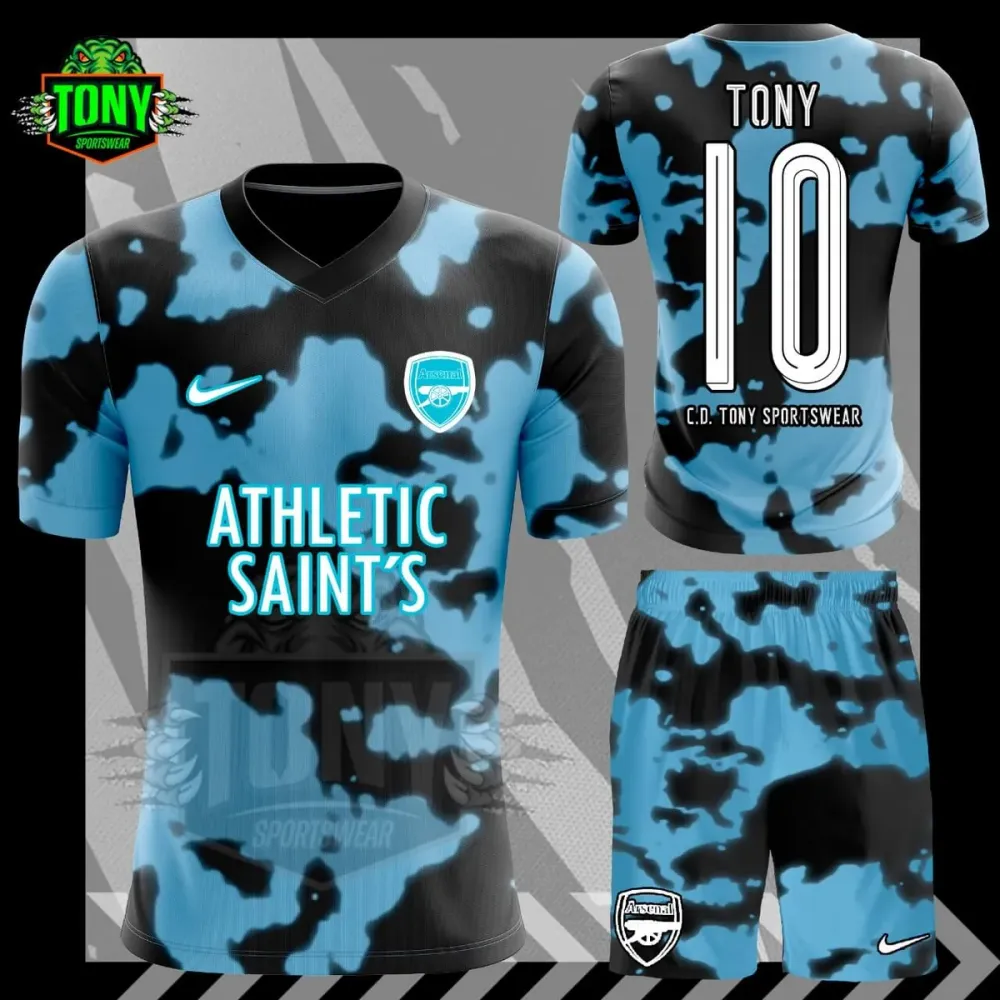 TONY
SPORTSWEAR
TONY
10
C.D. TONY SPORTSWEAR
Arsenal
ATHLETIC
SAINT´S
TONY
SPORTSWEAR
Arsenal